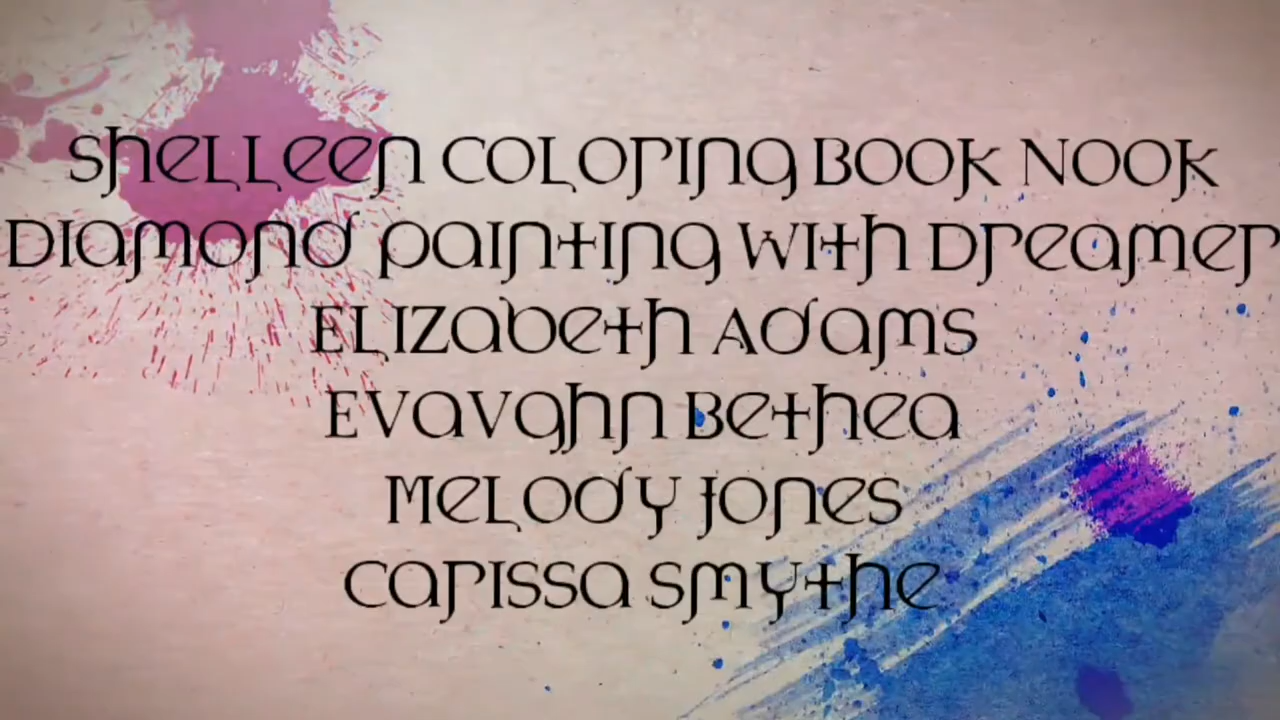 Shelleen Coloring Book Nook
Diamond Painting With Dreamer
Elizabeth Adams
Evavghn Bethea
Melody Jones
Carissa Smythe